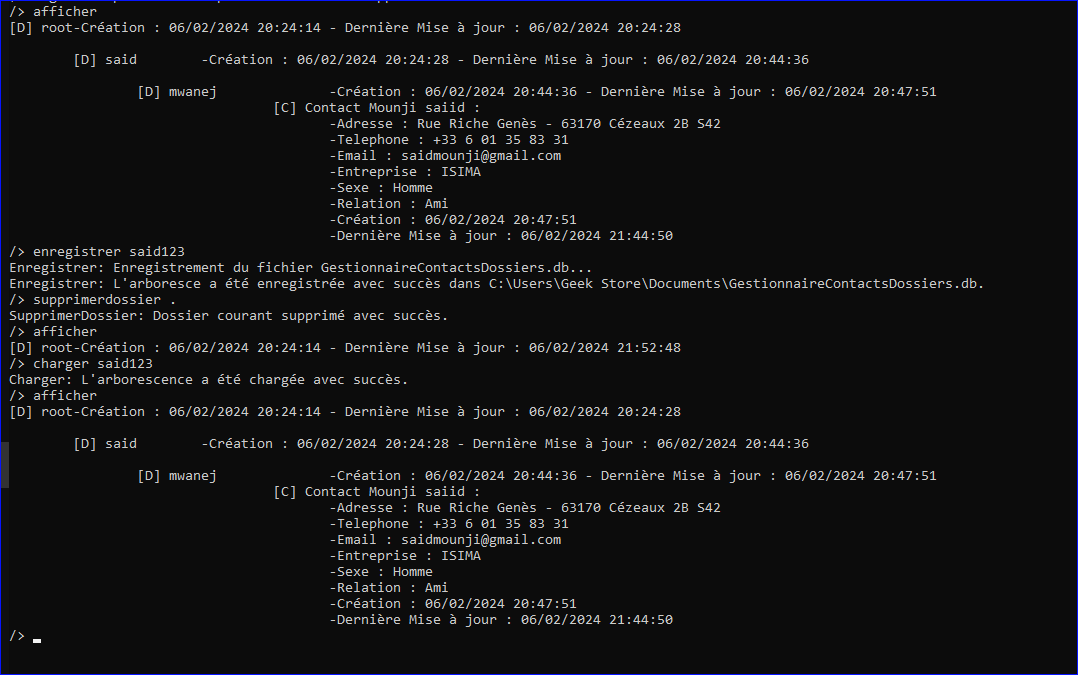 /> afficher
[D] root-Création : 06/02/2024 20:24:14 - Dernière Mise à jour : 06/02/2024 20:24:28
[D] said -Création : 06/02/2024 20:24:28 - Dernière Mise à jour : 06/02/2024 20:44:36
[D] mwanej -Création : 06/02/2024 20:44:36 - Dernière Mise à jour : 06/02/2024 20:47:51
[C] Contact Mounji saiid :
-Adresse : Rue Riche Genès - 63170 Cézeaux 2B S42
-Telephone : +33 6 01 35 83 31
-Email : saidmounji@gmail.com
-Entreprise : ISIMA
-Sexe : Homme
-Relation : Ami
-Création : 06/02/2024 20:47:51
-Dernière Mise à jour : 06/02/2024 21:44:50
/> enregistrer said123
Enregistrer: Enregistrement du fichier GestionnaireContactsDossiers.db...
Enregistrer: L'arboresce a été enregistrée avec succès dans C:\Users\Geek Store\Documents\GestionnaireContactsDossiers.db.
/> supprimerdossier .
SupprimerDossier: Dossier courant supprimé avec succès.
/> afficher
[D] root-Création : 06/02/2024 20:24:14 - Dernière Mise à jour : 06/02/2024 21:52:48
/> charger said123
Charger: L'arborescence a été chargée avec succès.
/> afficher
[D] root-Création : 06/02/2024 20:24:14 - Dernière Mise à jour : 06/02/2024 20:24:28
[D] said -Création : 06/02/2024 20:24:28 - Dernière Mise à jour : 06/02/2024 20:44:36
[D] mwanej -Création : 06/02/2024 20:44:36 - Dernière Mise à jour : 06/02/2024 20:47:51
[C] Contact Mounji saiid :
-Adresse : Rue Riche Genès - 63170 Cézeaux 2B S42
-Telephone : +33 6 01 35 83 31
-Email : saidmounji@gmail.com
-Entreprise : ISIMA
-Sexe : Homme
-Relation : Ami
-Création : 06/02/2024 20:47:51
-Dernière Mise à jour : 06/02/2024 21:44:50
/>